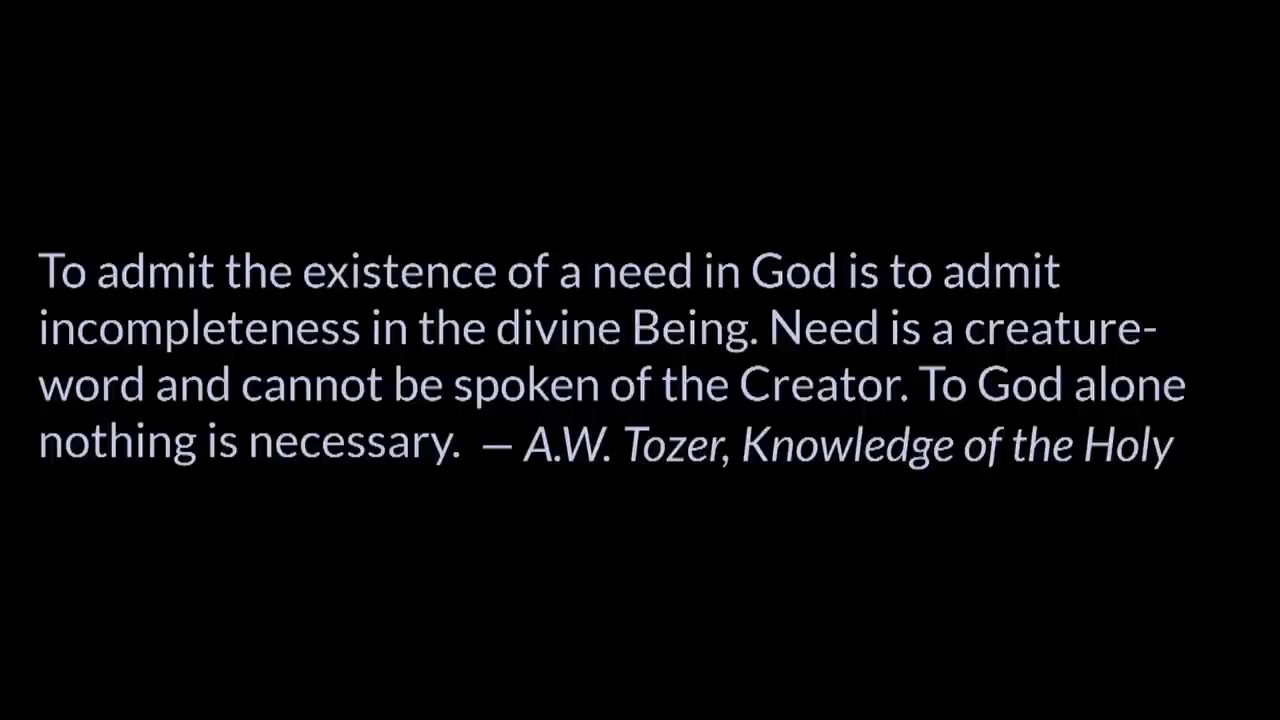 To admit the existence of a need in God is to admit
incompleteness in the divine Being. Need is a creature-
word and cannot be spoken of the Creator. To God alone
nothing is necessary. — A.W. Tozer, Knowledge of the Holy